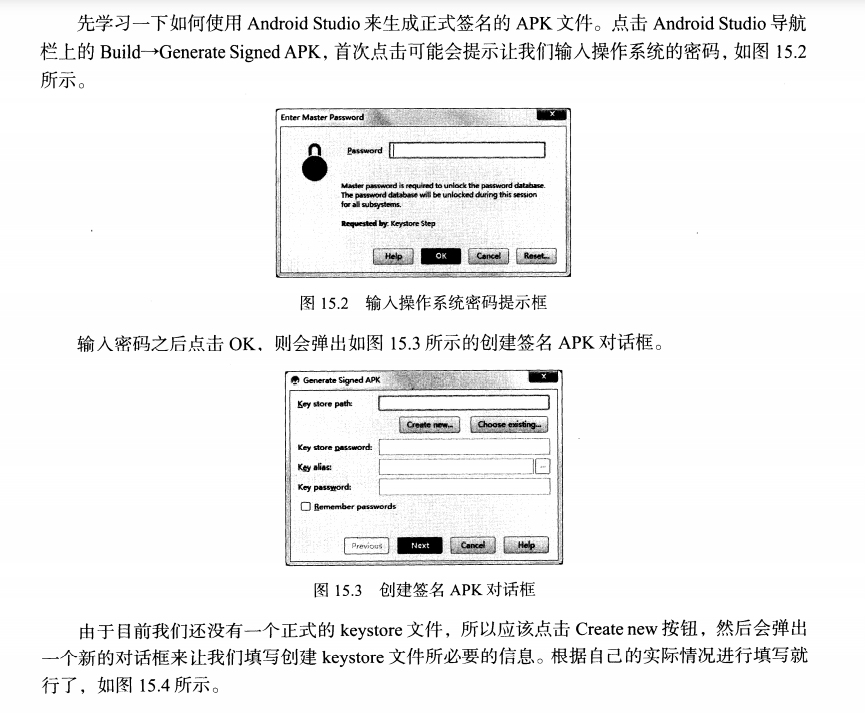 先学习一下如何使用 Android Studio 来生成正式签名的 APK 文件。点击 Android Studio 导航
栏上的 Build→Generate Signed APK，首次点击可能会提示让我们输入操作系统的密码，如图 15.2
所示。
Enter Master Password
x
Password
Master password is required to unlock the password database.
The password database will be unlocked during this session
for all subsystems.
Requested by: Keystore Step
Help OK Cancel Reset...
图 15.2 输入操作系统密码提示框
输入密码之后点击 OK，则会弹出如图 15.3 所示的创建签名 APK 对话框。
Generate Signed APK
x
Key store path:
Create new... Choose existing...
Key store password:
Key alias:
...
Key password:
Remember passwords
Previous Next Cancel Help
图 15.3 创建签名 APK 对话框
由于目前我们还没有一个正式的 keystore 文件，所以应该点击 Create new 按钮，然后会弹出
一个新的对话框来让我们填写创建 keystore 文件所必要的信息。根据自己的实际情况进行填写就
行了，如图 15.4 所示。